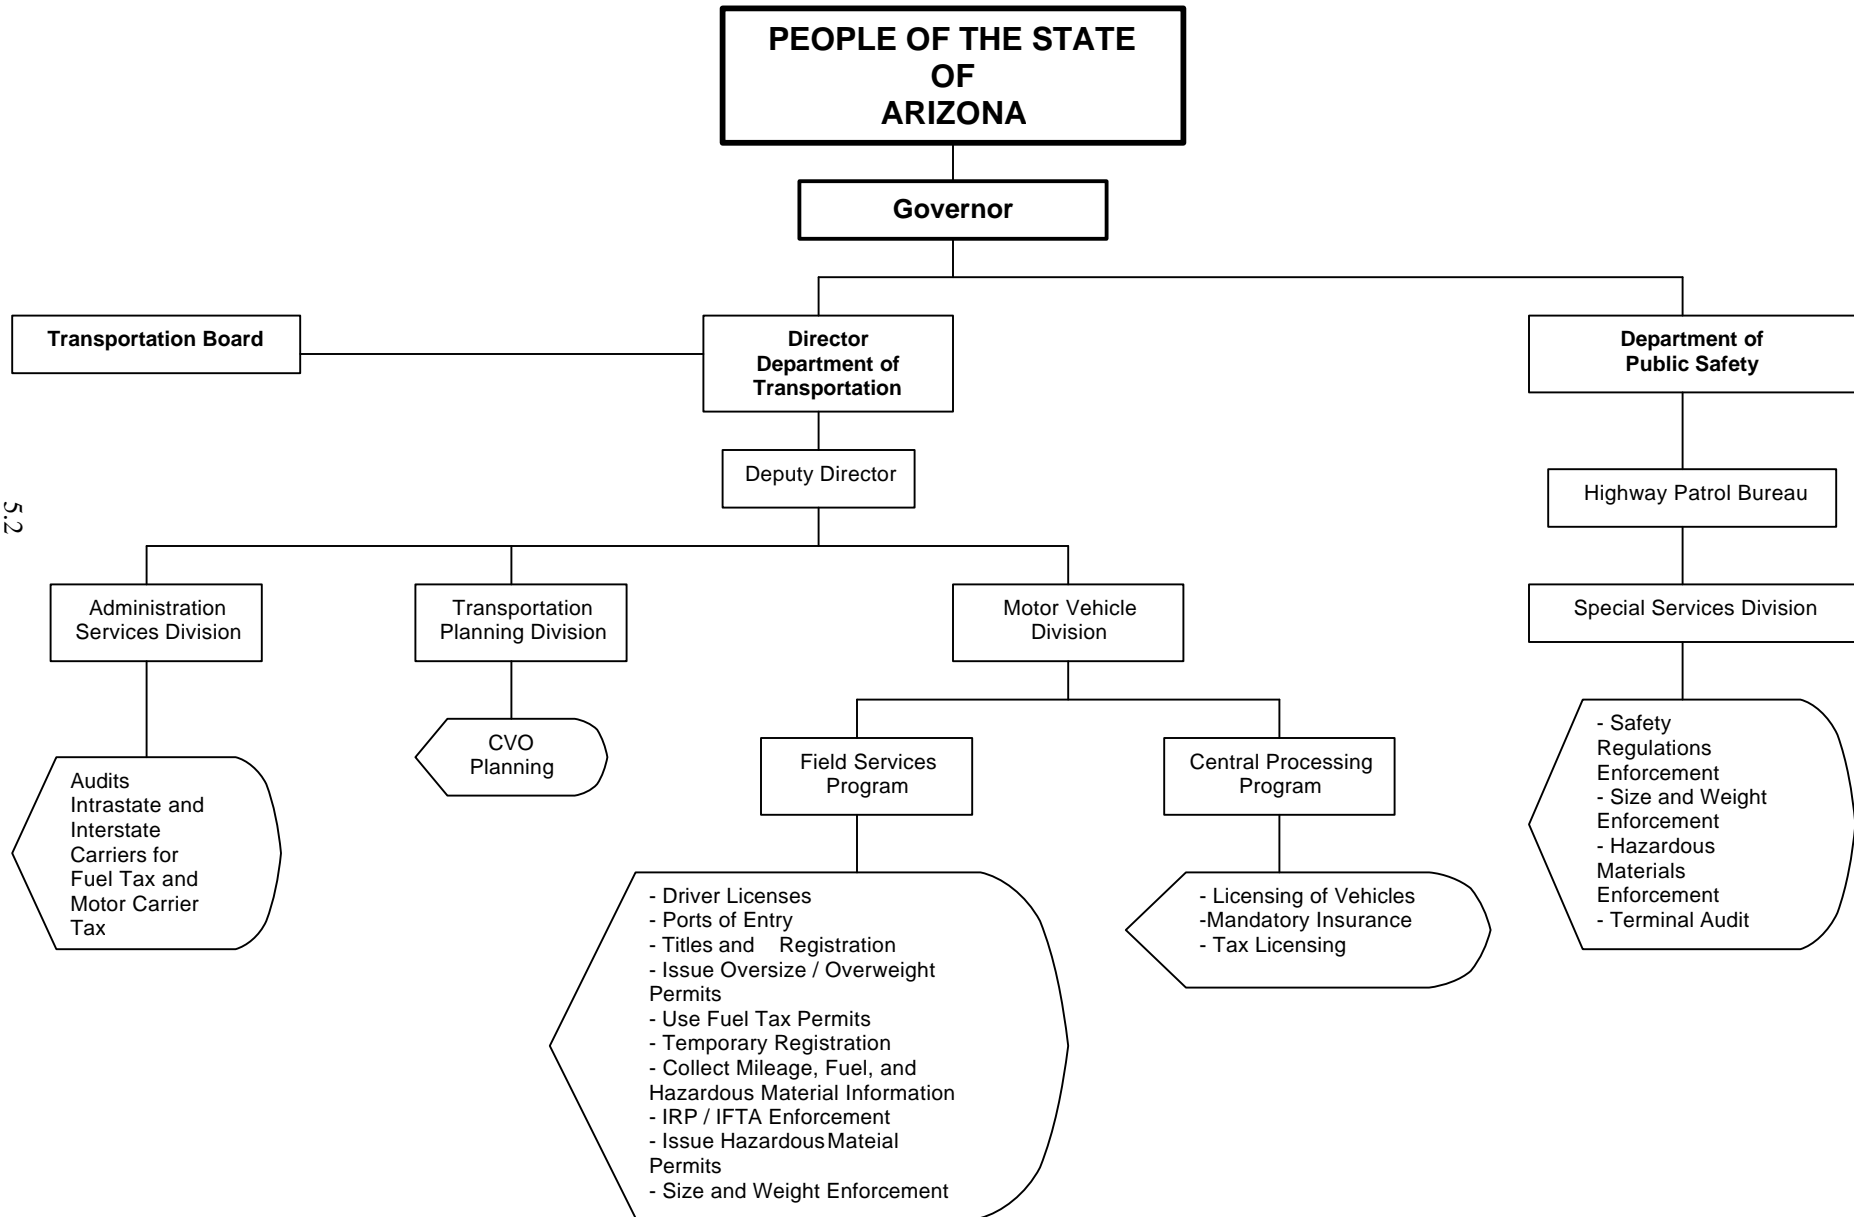 PEOPLE OF THE STATE
OF
ARIZONA
Governor
Transportation Board
Director
Department of
Transportation
Department of
Public Safety
Deputy Director
Highway Patrol Bureau
5.2
Administration
Services Division
Transportation
Planning Division
Motor Vehicle
Division
Special Services Division
CVO
Planning
Field Services
Program
Central Processing
Program
Audits
Intrastate and
Interstate
Carriers for
Fuel Tax and
Motor Carrier
Tax
- Driver Licenses
- Ports of Entry
- Titles and Registration
- Issue Oversize / Overweight
Permits
- Use Fuel Tax Permits
- Temporary Registration
- Collect Mileage, Fuel, and
Hazardous Material Information
- IRP / IFTA Enforcement
- Issue Hazardous Mateial
Permits
- Size and Weight Enforcement
- Licensing of Vehicles
-Mandatory Insurance
- Tax Licensing
- Safety
Regulations
Enforcement
- Size and Weight
Enforcement
- Hazardous
Materials
Enforcement
- Terminal Audit